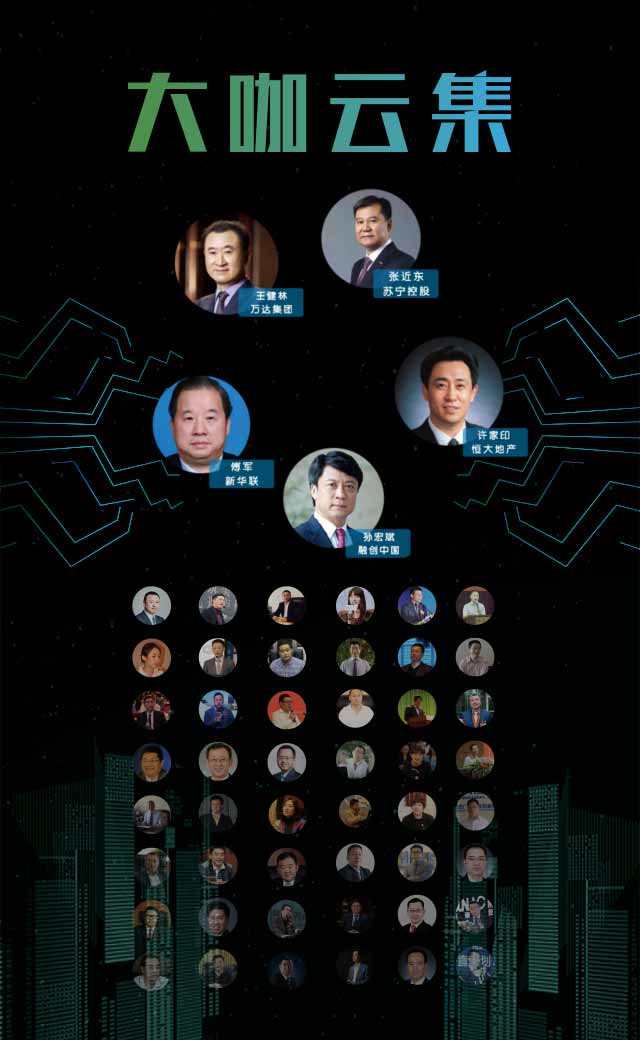 大咖云集
张近东
苏宁控股
王健林
万达集团
许家印
恒大地产
傅军
新华联
孙宏斌
融创中国